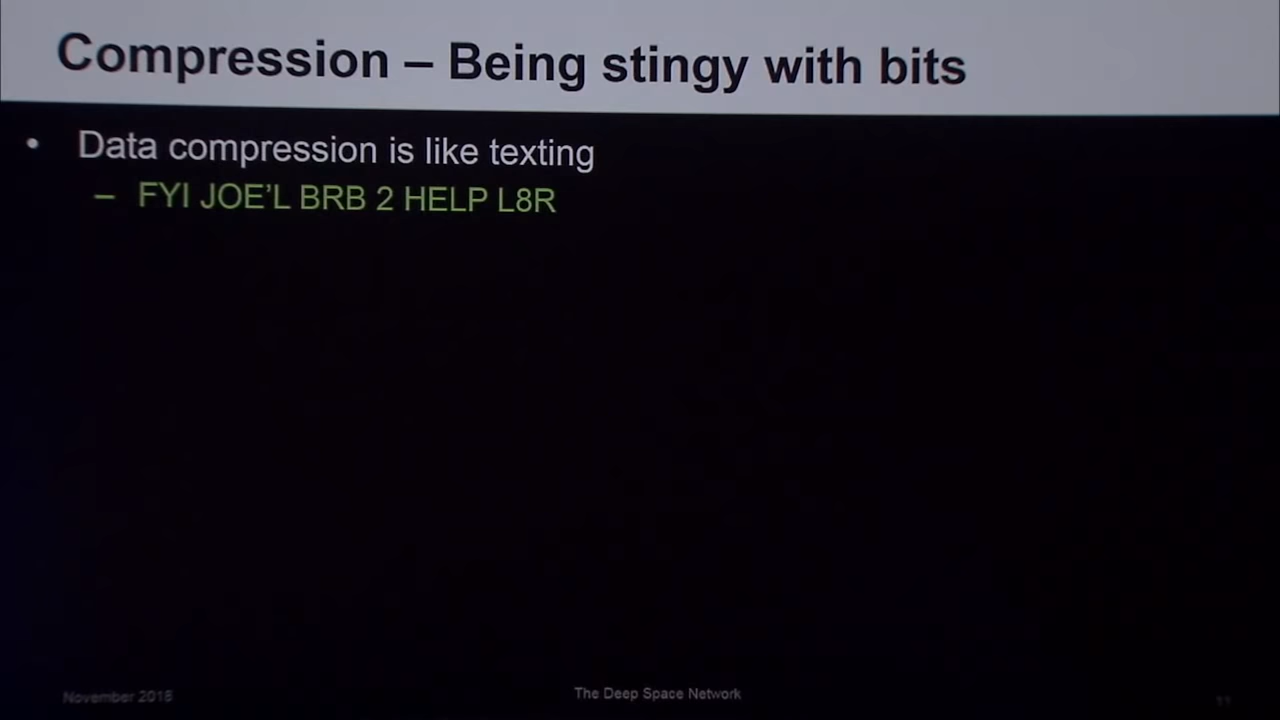 Compression – Being stingy with bits
• Data compression is like texting
– FYI JOE'L BRB 2 HELP L8R
November 2018
The Deep Space Network
11